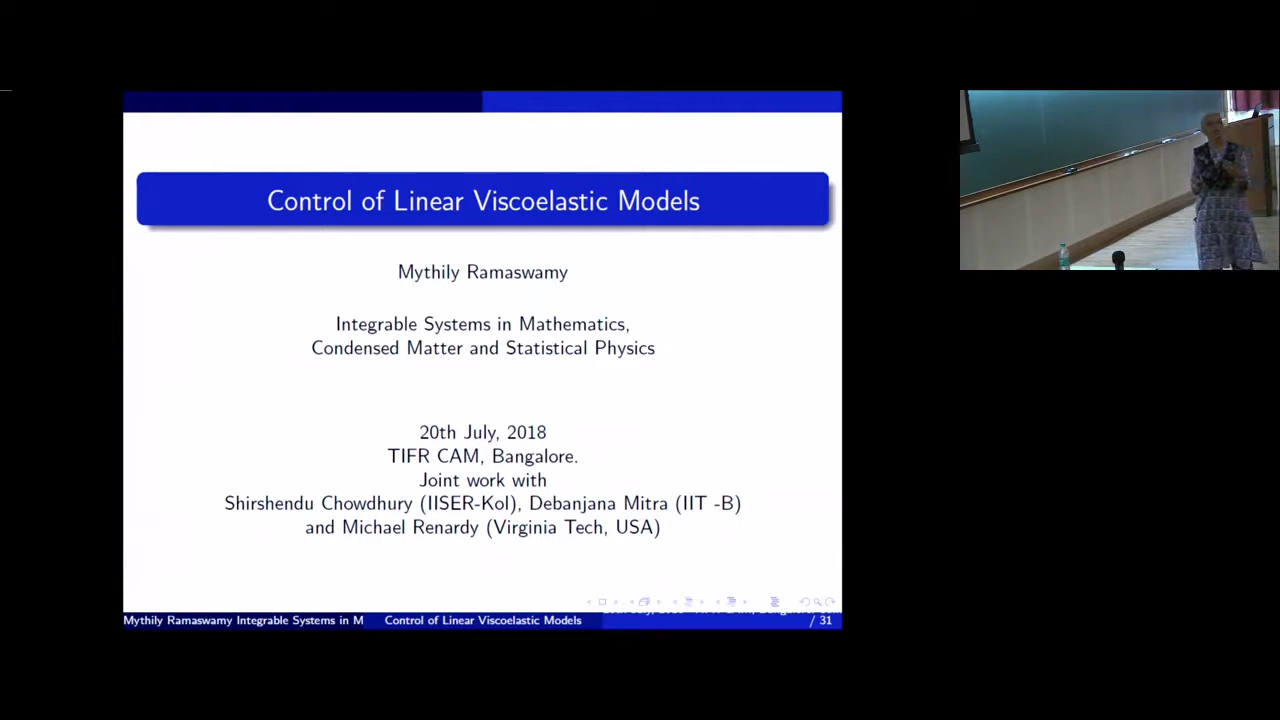 Control of Linear Viscoelastic Models
Mythily Ramaswamy
Integrable Systems in Mathematics,
Condensed Matter and Statistical Physics
20th July, 2018
TIFR CAM, Bangalore.
Joint work with
Shirshendu Chowdhury (IISER-Kol), Debanjana Mitra (IIT -B)
and Michael Renardy (Virginia Tech, USA)
Mythily Ramaswamy Integrable Systems in M Control of Linear Viscoelastic Models / 31